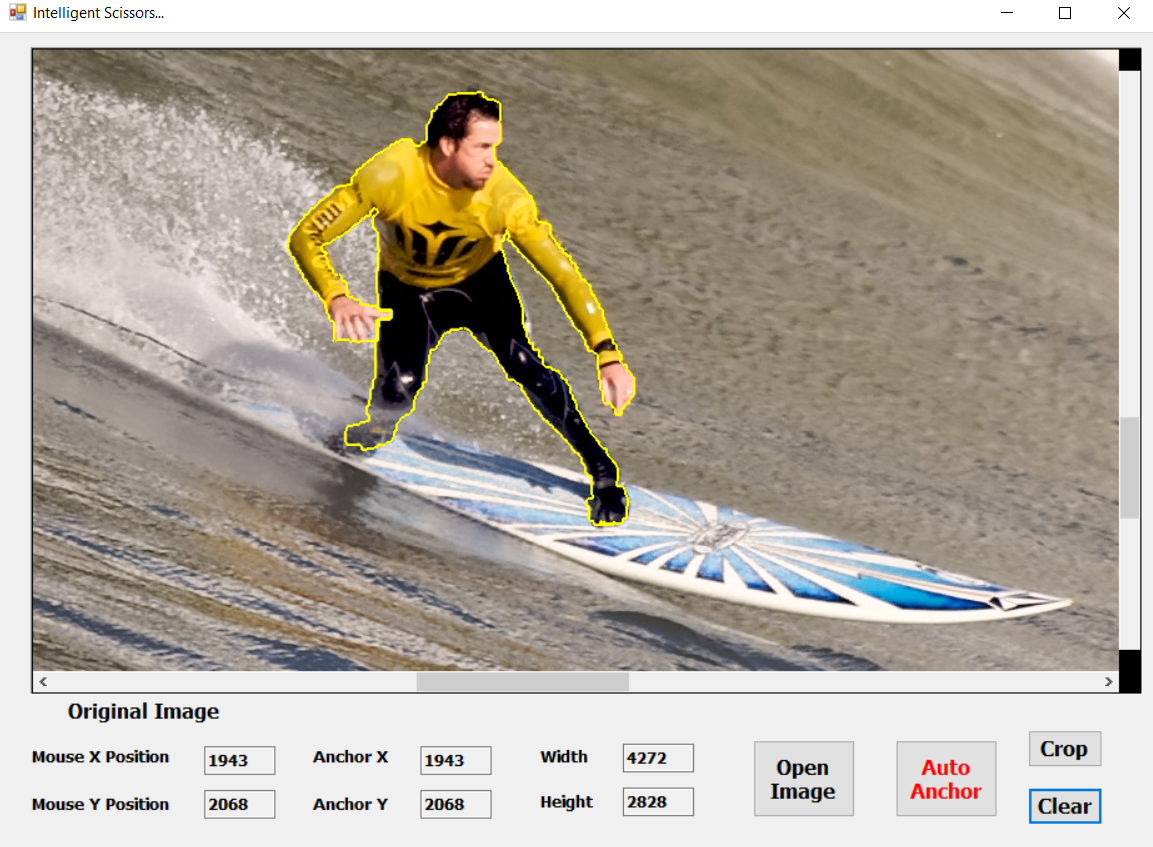 Intelligent Scissors...
Original Image
Mouse X Position 1943 Anchor X 1943 Width 4272
Mouse Y Position 2068 Anchor Y 2068 Height 2828
Open
Image
Auto
Anchor
Crop
Clear